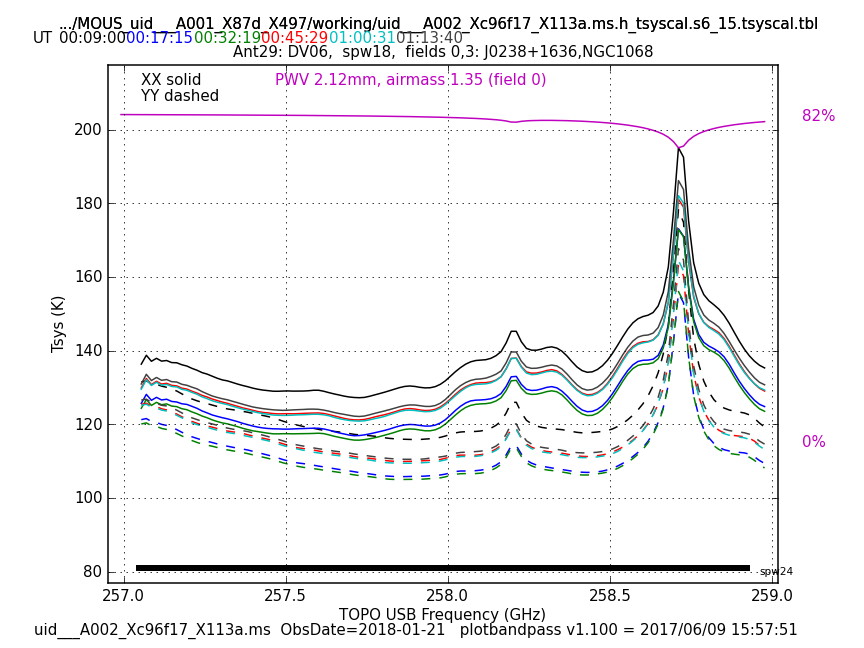 .../MOUS_uid___A001_X87d_X497/working/uid___A002_Xc96f17_X113a.ms.h_tsyscal.s6_15.tsyscal.tbl
UT 00:09:00 00:17:15 00:32:19 00:45:29 01:00:31 01:13:40
Ant29: DV06, spw18, fields 0,3: J0238+1636,NGC1068
XX solid PWV 2.12mm, airmass 1.35 (field 0)
YY dashed
82%
200
180
160
140
120
100
80
Tsys (K)
0%
spw24
257.0 257.5 258.0 258.5 259.0
TOPO USB Frequency (GHz)
uid___A002_Xc96f17_X113a.ms ObsDate=2018-01-21 plotbandpass v1.100 = 2017/06/09 15:57:51